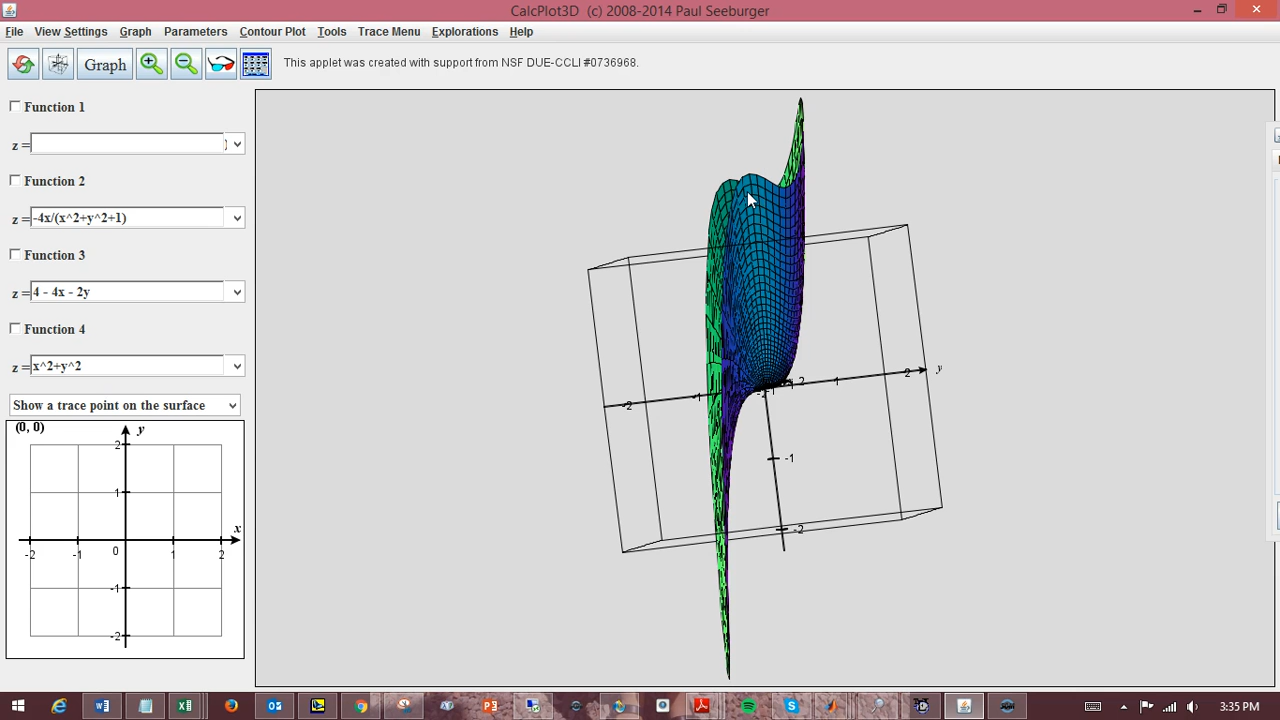 CalcPlot3D (c) 2008-2014 Paul Seeburger
File View Settings Graph Parameters Contour Plot Tools Trace Menu Explorations Help
Graph This applet was created with support from NSF DUE-CCLI #0736968.
Function 1
z =
Function 2
z = -4x/(x^2+y^2+1)
Function 3
z = 4 - 4x - 2y
Function 4
z = x^2+y^2
Show a trace point on the surface
(0, 0)
y
2
1
x
-2 -1 0 1 2
-1
-2
y
-2 -1 -2 2 1 2
-1
-2
3:35 PM